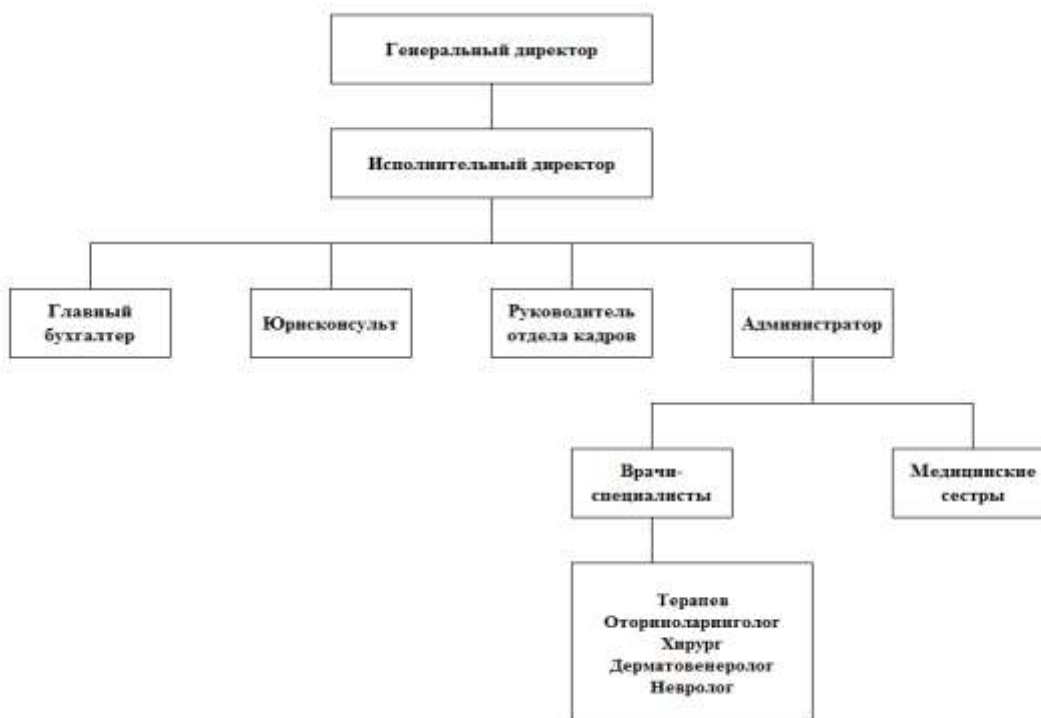 Генеральный директор
Исполнительный директор
Главный
бухгалтер
Юрисконсульт
Руководитель
отдела кадров
Администратор
Врачи-
специалисты
Медицинские
сестры
Терапев
Оториноларинголог
Хирург
Дерматовенеролог
Невролог